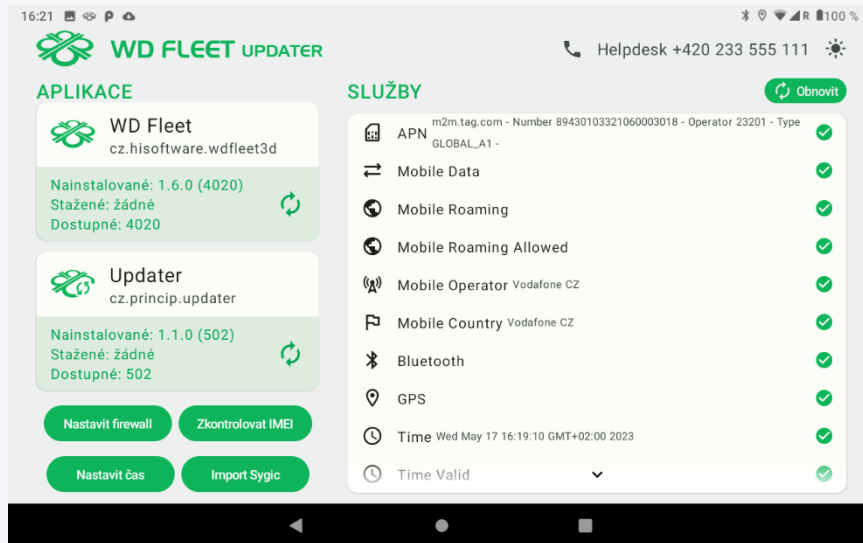 16:21
R 100 %
WD FLEET UPDATER
Helpdesk +420 233 555 111
APLIKACE
WD Fleet
cz.hisoftware.wdfleet3d
Nainstalované: 1.6.0 (4020)
Stažené: žádné
Dostupné: 4020
Updater
cz.princip.updater
Nainstalované: 1.1.0 (502)
Stažené: žádné
Dostupné: 502
Nastavit firewall
Zkontrolovat IMEI
Nastavit čas
Import Sygic
SLUŽBY
Obnovit
APN m2m.tag.com - Number 89430103321060003018 - Operator 23201 - Type
GLOBAL_A1 -
Mobile Data
Mobile Roaming
Mobile Roaming Allowed
Mobile Operator Vodafone CZ
Mobile Country Vodafone CZ
Bluetooth
GPS
Time Wed May 17 16:19:10 GMT+02:00 2023
Time Valid